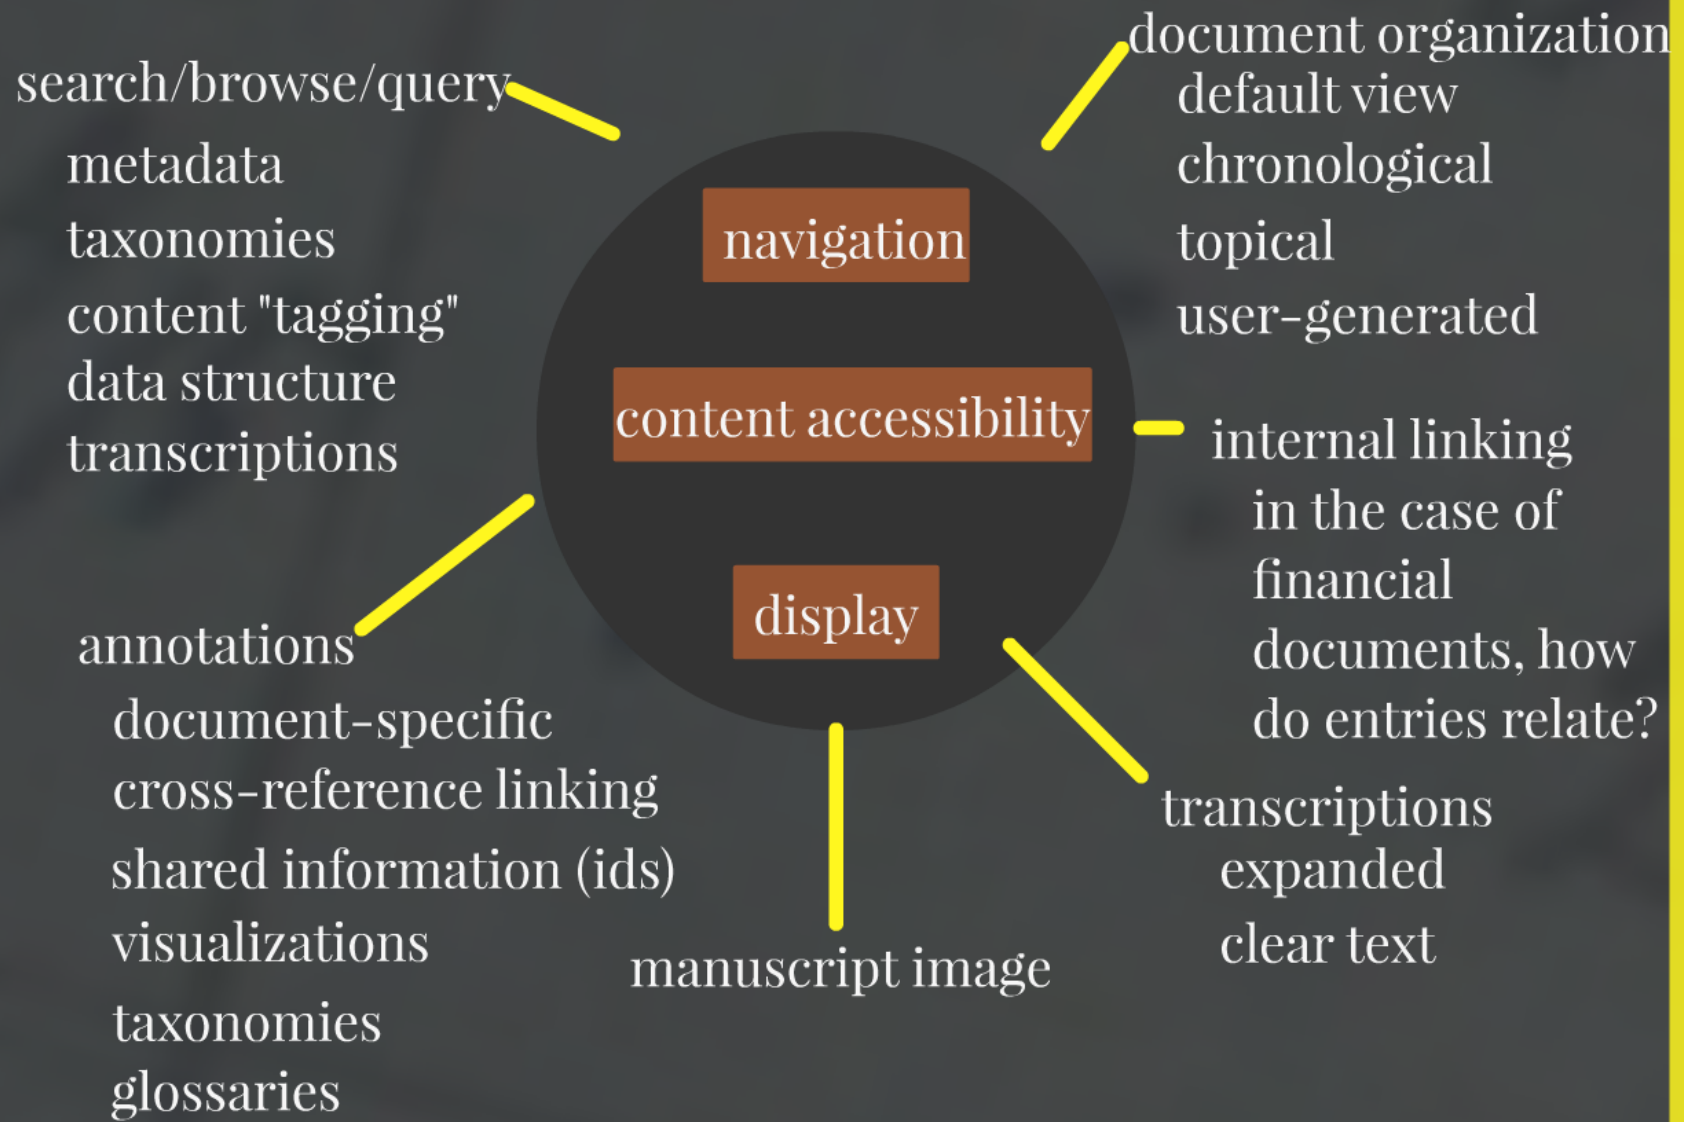 search/browse/query
metadata
taxonomies
content "tagging"
data structure
transcriptions
document organization
default view
chronological
topical
user-generated
navigation
content accessibility
display
internal linking
in the case of
financial
documents, how
do entries relate?
annotations
document-specific
cross-reference linking
shared information (ids)
visualizations
taxonomies
glossaries
manuscript image
transcriptions
expanded
clear text